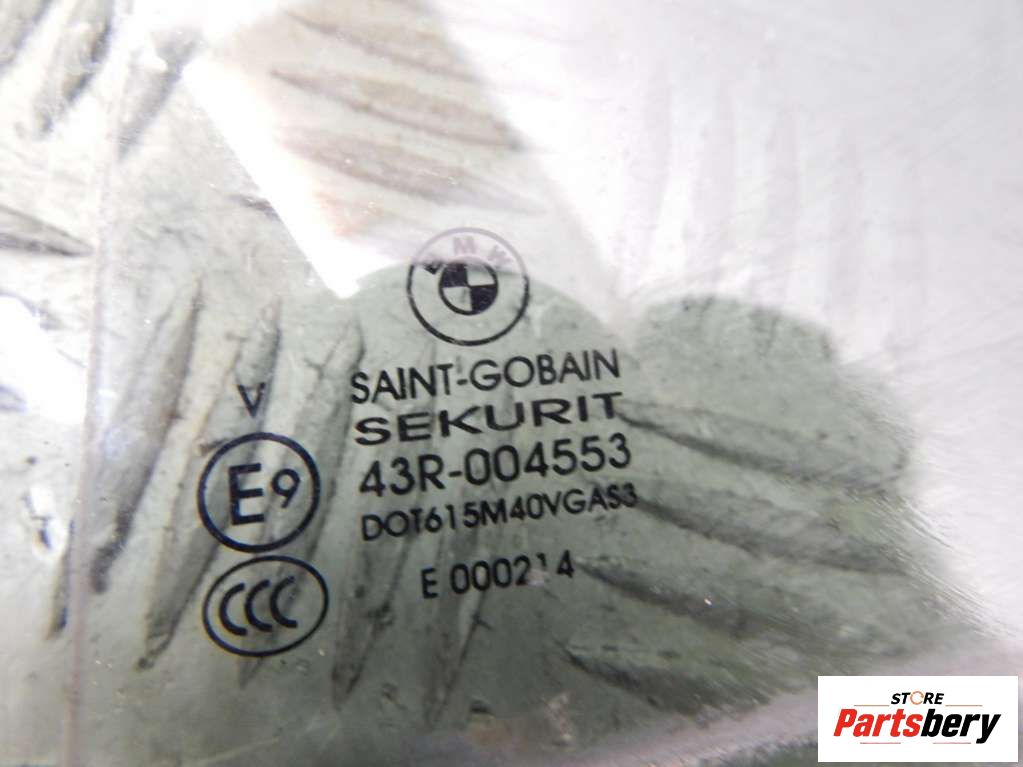 BMW
SAINT-GOBAIN
SEKURIT
V
E9
43R-004553
DOT615M40VGAS3
CCC
E 000214
STORE
Partsbery